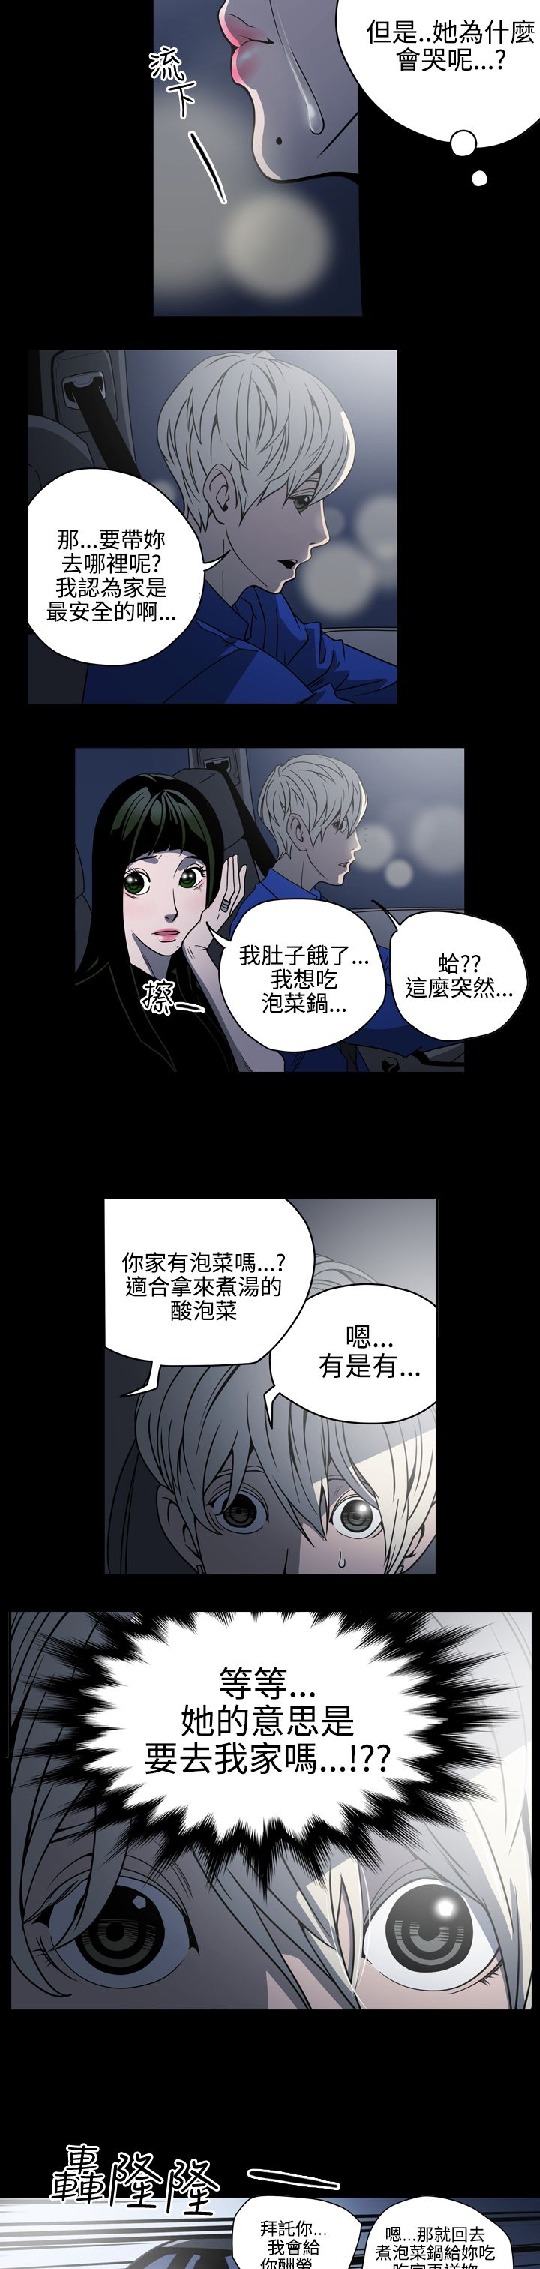 但是..她為什麼
會哭呢...?
流下
那...要帶妳
去哪裡呢?
我認為家是
最安全的啊...
我肚子餓了...
我想吃
泡菜鍋...
蛤??
這麼突然...
擦
你家有泡菜嗎...?
適合拿來煮湯的
酸泡菜
嗯...
有是有...
等等...
她的意思是
要去我家嗎...!??
轟隆隆
拜託你...
我會給
你酬勞
嗯...那就回去
煮泡菜鍋給妳吃